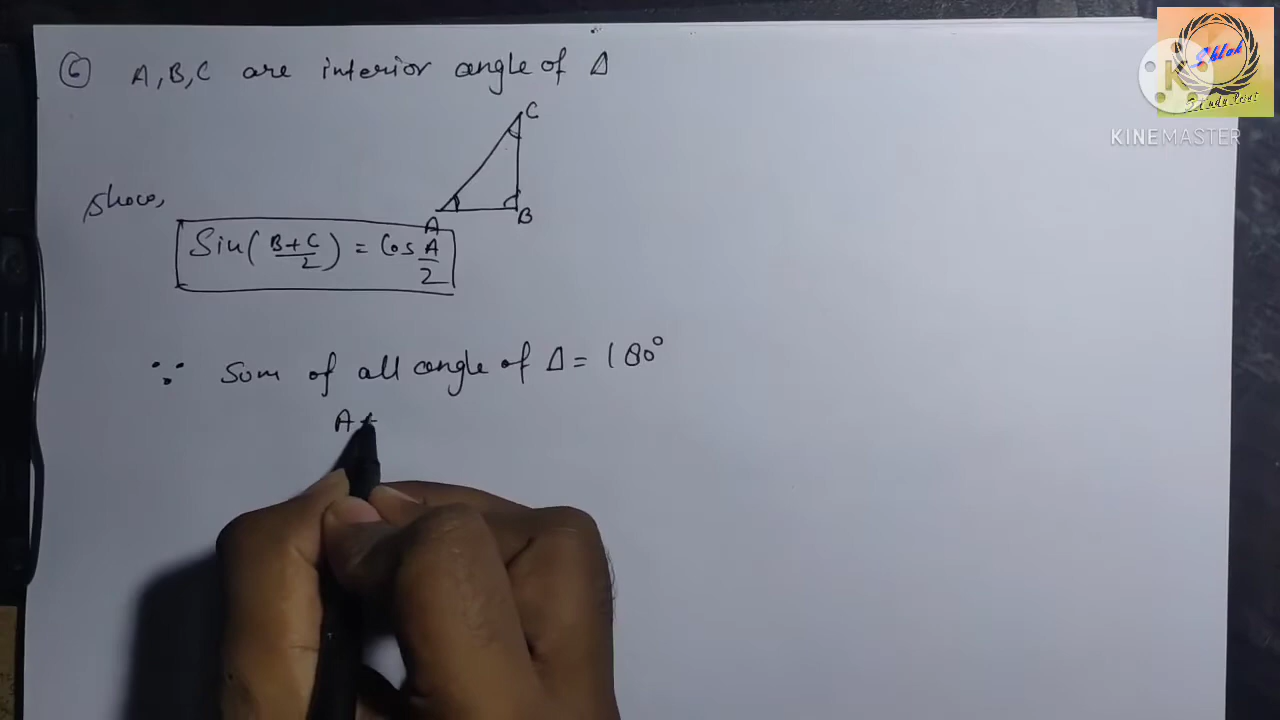 ⑥ A, B, C are interior angle of Δ
C
show,
A
B
Sin(B+C/2) = Cos A/2
∵ Sum of all angle of Δ = 180°
A+
KINEMASTER